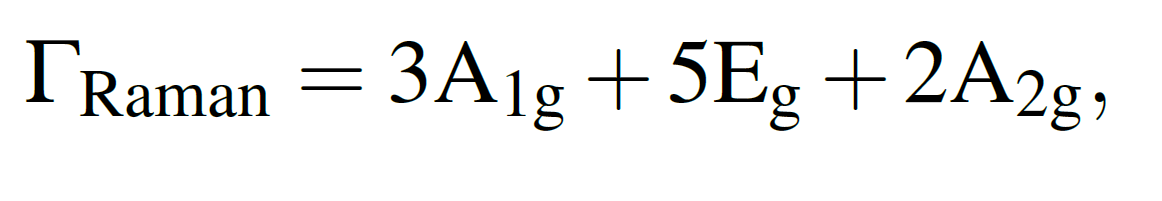 Γ_Raman = 3A_1g + 5E_g + 2A_2g,